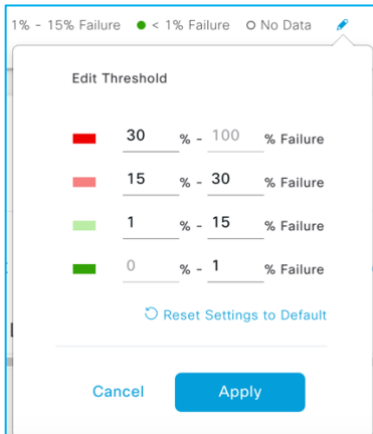 1% - 15% Failure < 1% Failure No Data
Edit Threshold
30 % - 100 % Failure
15 % - 30 % Failure
1 % - 15 % Failure
0 % - 1 % Failure
Reset Settings to Default
Cancel Apply